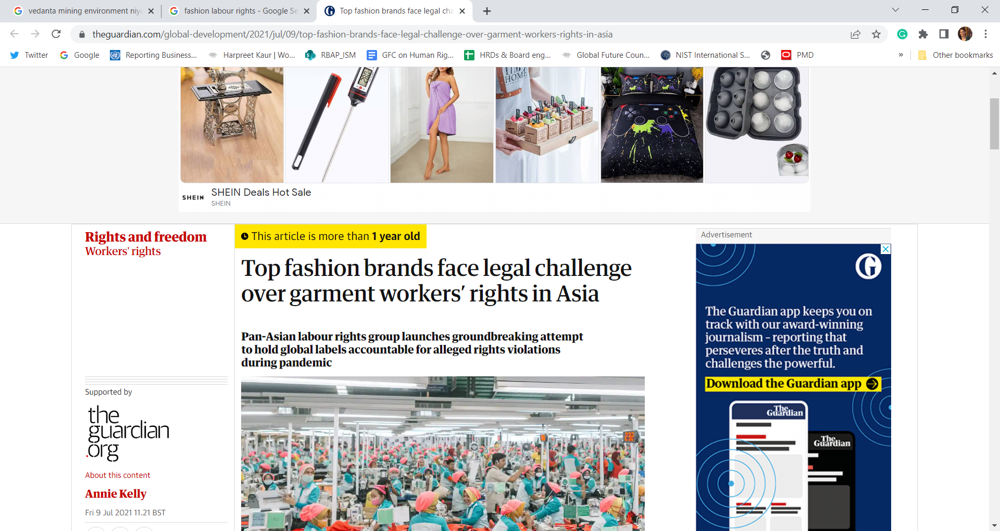 vedanta mining environment niya
fashion labour rights - Google Se
Top fashion brands face legal cha
theguardian.com/global-development/2021/jul/09/top-fashion-brands-face-legal-challenge-over-garment-workers-rights-in-asia
Twitter
Google
Reporting Business...
Harpreet Kaur | Wo...
RBAP_ISM
GFC on Human Rig...
HRDs & Board eng...
Global Future Coun...
NIST International S...
PMD
»
Other bookmarks
HOME
SHEIN
SHEIN Deals Hot Sale
SHEIN
Rights and freedom
Workers' rights
This article is more than 1 year old
Top fashion brands face legal challenge
over garment workers’ rights in Asia
Pan-Asian labour rights group launches groundbreaking attempt
to hold global labels accountable for alleged rights violations
during pandemic
Supported by
the
guardian
.org
About this content
Annie Kelly
Fri 9 Jul 2021 11.21 BST
ZEN
232
Advertisement
The Guardian app keeps you on
track with our award-winning
journalism – reporting that
perseveres after the truth and
challenges the powerful.
Download the Guardian app
The
Guardian
The
Guardian